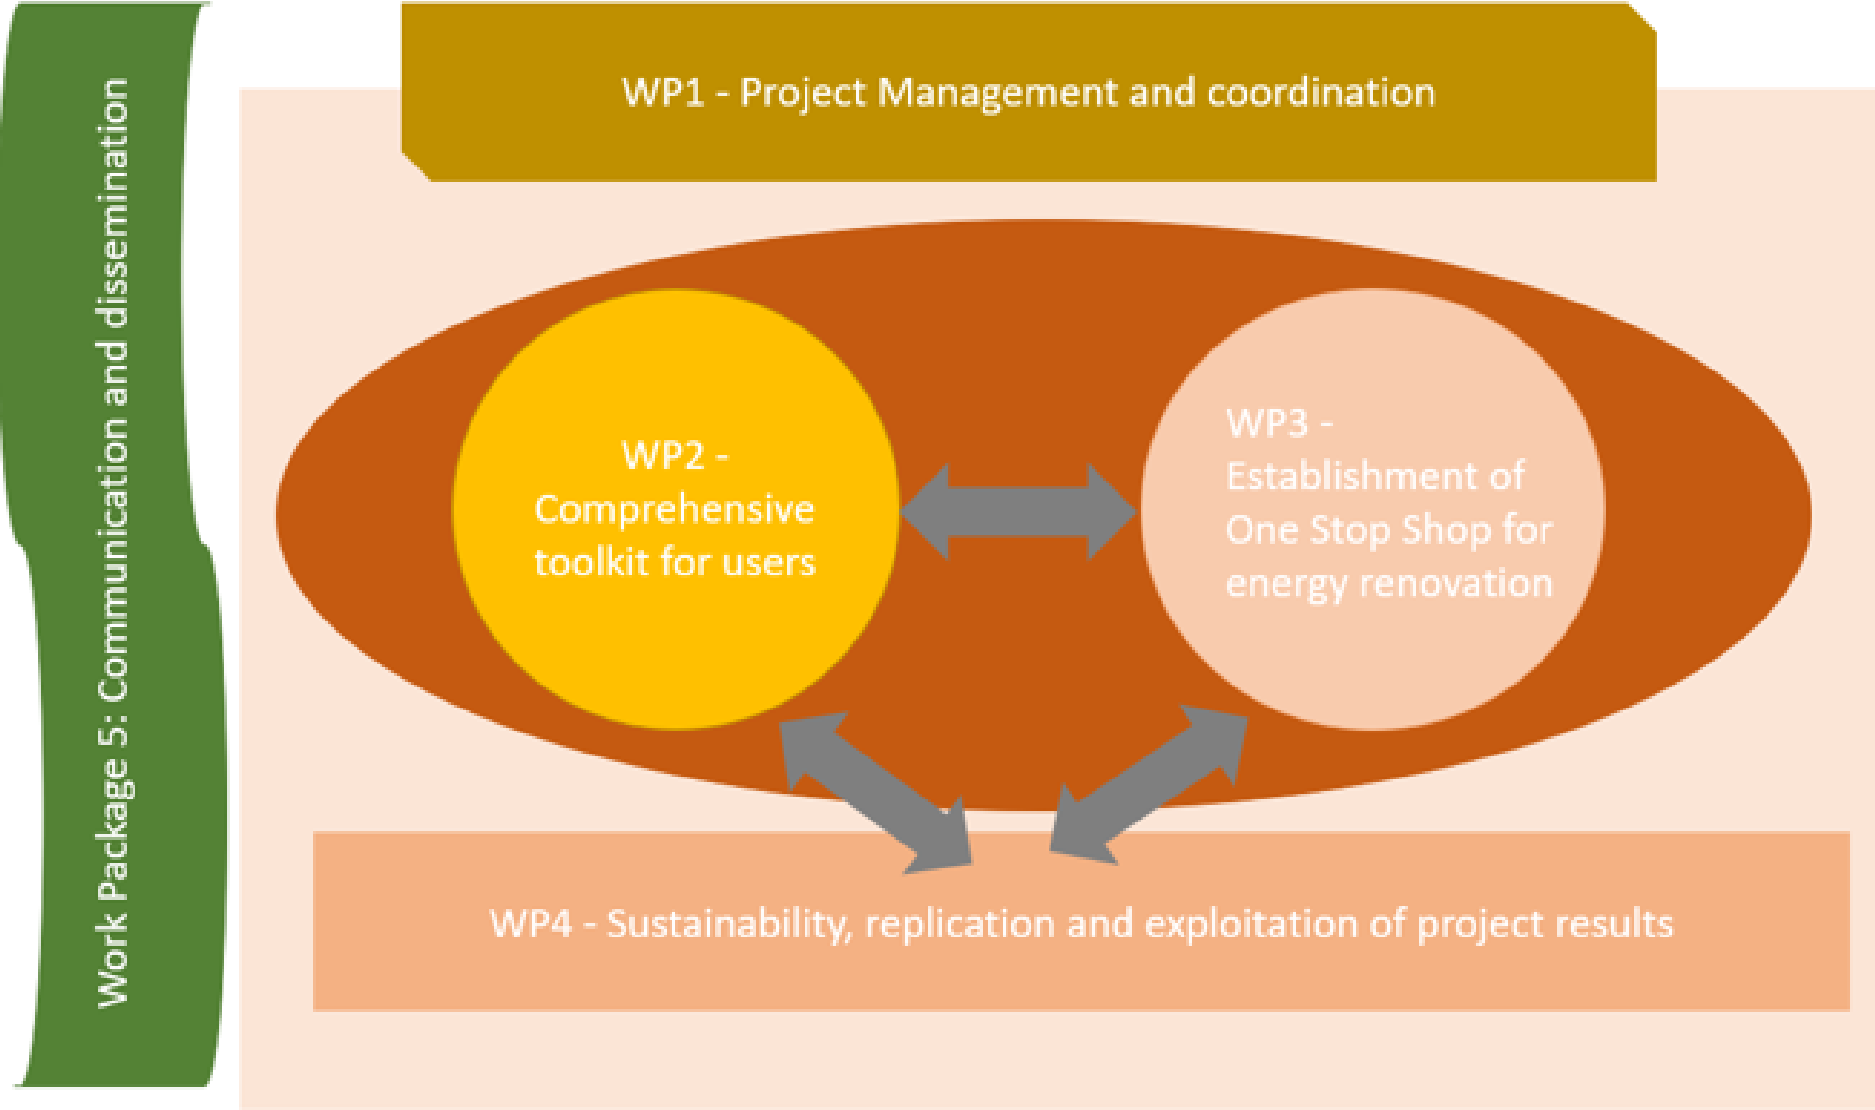 Work Package 5: Communication and dissemination
WP1 - Project Management and coordination
WP2 -
Comprehensive
toolkit for users
WP3 -
Establishment of
One Stop Shop for
energy renovation
WP4 - Sustainability, replication and exploitation of project results